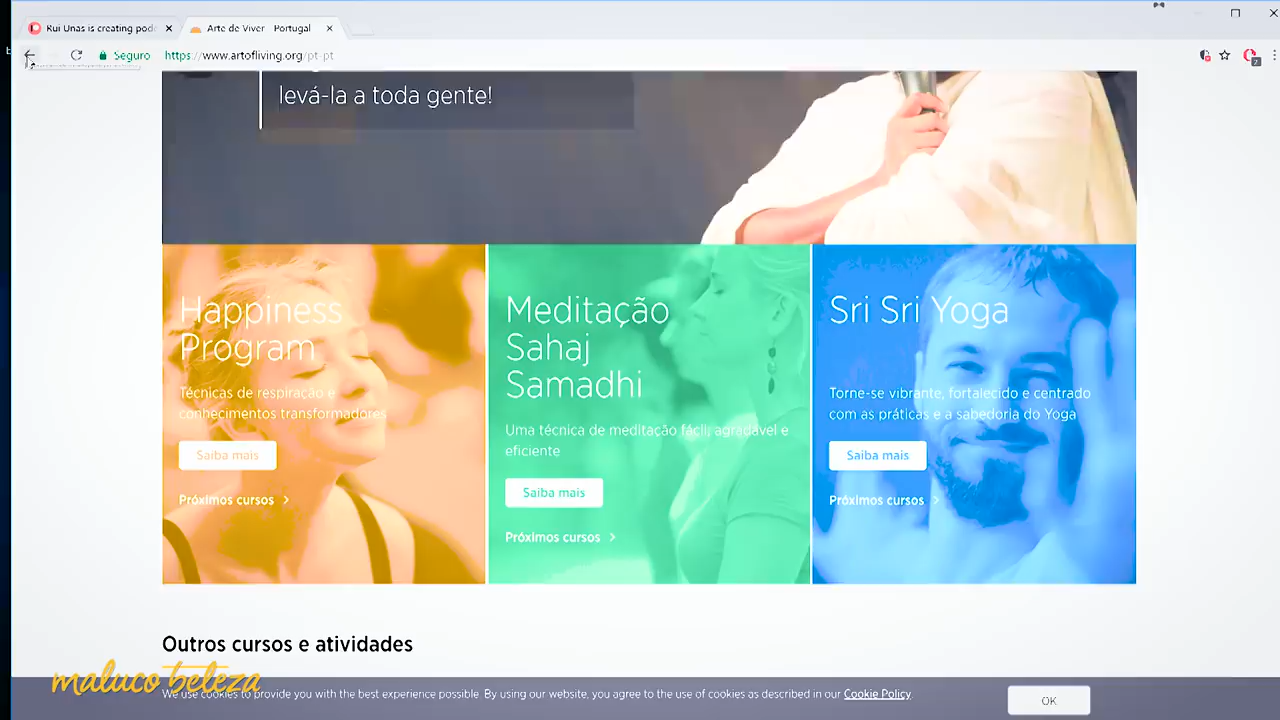 Rui Unas is creating pod
Arte de Viver - Portugal
Seguro
https://www.artofliving.org/pt-pt
levá-la a toda gente!
Happiness
Program
Técnicas de respiração e
conhecimentos transformadores
Saiba mais
Próximos cursos
Meditação
Sahaj
Samadhi
Uma técnica de meditação fácil, agradável e
eficiente
Saiba mais
Próximos cursos
Sri Sri Yoga
Torne-se vibrante, fortalecido e centrado
com as práticas e a sabedoria do Yoga
Saiba mais
Próximos cursos
Outros cursos e atividades
maluco beleza
We use cookies to provide you with the best experience possible. By using our website, you agree to the use of cookies as described in our Cookie Policy.
OK